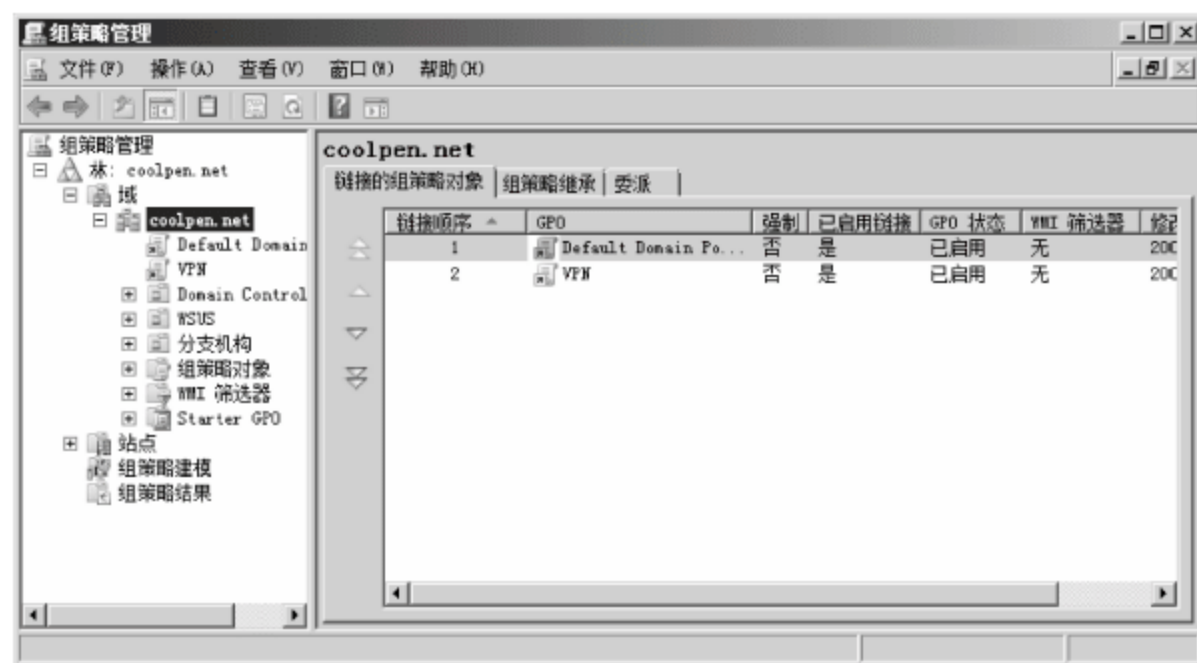 组策略管理
文件(F) 操作(A) 查看(V) 窗口(W) 帮助(H)
组策略管理
林: coolpen.net
域
coolpen.net
Default Domain
VPN
Domain Control
WSUS
分支机构
组策略对象
WMI 筛选器
Starter GPO
站点
组策略建模
组策略结果
coolpen.net
链接的组策略对象 组策略继承 委派
链接顺序 GPO 强制 已启用链接 GPO 状态 WMI 筛选器 修改
1 Default Domain Po... 否 是 已启用 无 200
2 VPN 否 是 已启用 无 200